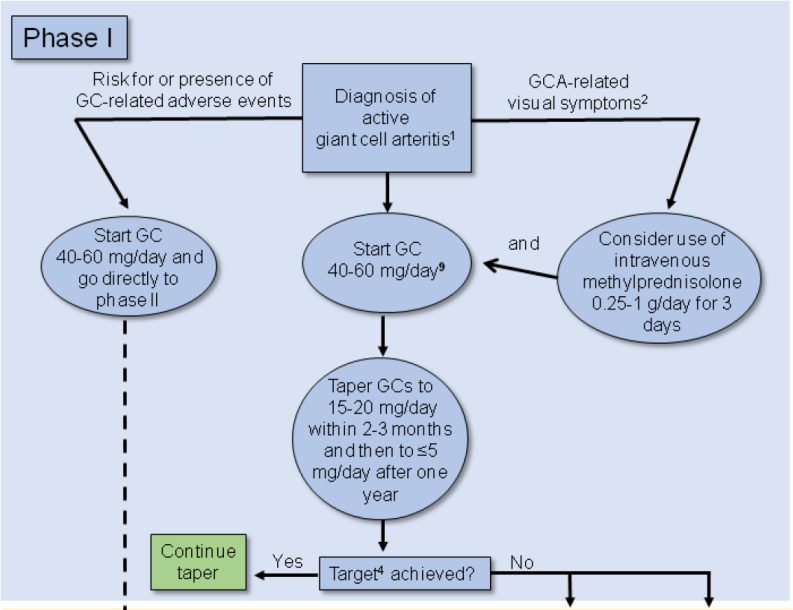 Phase I
Risk for or presence of
GC-related adverse events
Diagnosis of
active
giant cell arteritis¹
GCA-related
visual symptoms²
Start GC
40-60 mg/day and
go directly to
phase II
Start GC
40-60 mg/day⁹
and
Consider use of
intravenous
methylprednisolone
0.25-1 g/day for 3
days
Taper GCs to
15-20 mg/day
within 2-3 months
and then to ≤5
mg/day after one
year
Continue
taper
Yes
Target⁴ achieved?
No